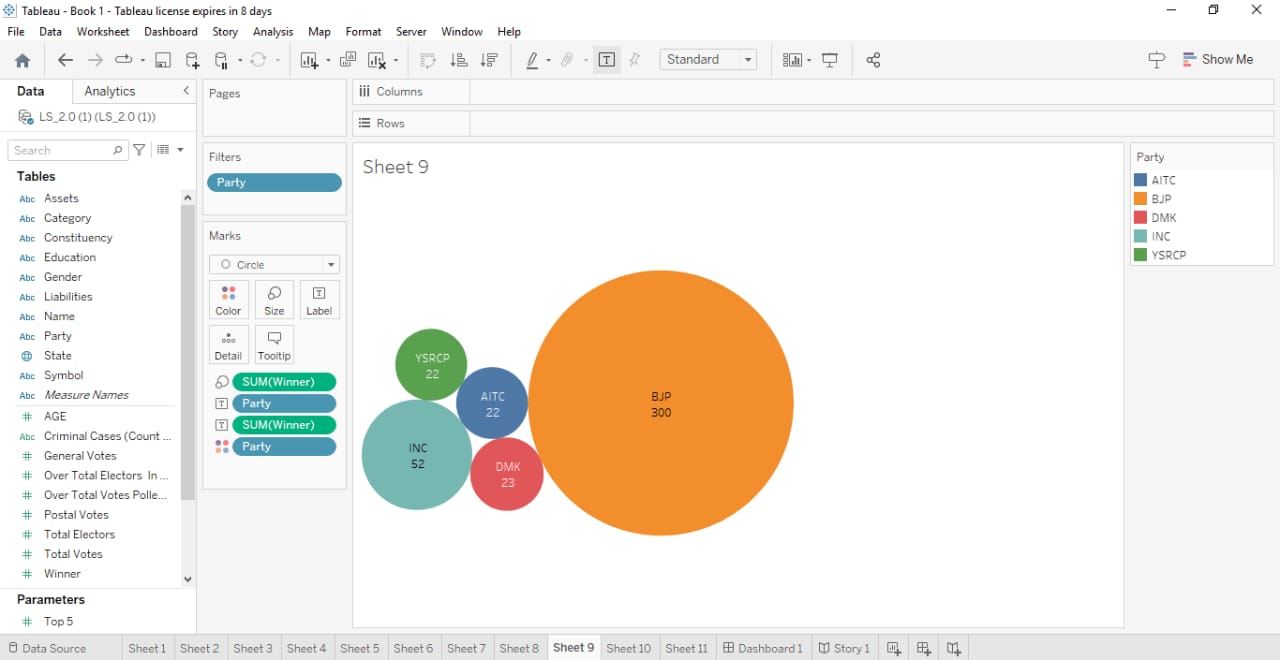 Tableau - Book 1 - Tableau license expires in 8 days
File Data Worksheet Dashboard Story Analysis Map Format Server Window Help
Standard
Show Me
Data Analytics
LS_2.0 (1) (LS_2.0 (1))
Search
Tables
Abc Assets
Abc Category
Abc Constituency
Abc Education
Abc Gender
Abc Liabilities
Abc Name
Abc Party
State
Abc Symbol
Abc Measure Names
# AGE
Abc Criminal Cases (Count ...
# General Votes
# Over Total Electors In ...
# Over Total Votes Polle...
# Postal Votes
# Total Electors
# Total Votes
# Winner
Parameters
# Top 5
Pages
Filters
Party
Marks
Circle
Color Size Label
Detail Tooltip
SUM(Winner)
Party
SUM(Winner)
Party
Columns
Rows
Sheet 9
YSRCP
22
AITC
22
INC
52
DMK
23
BJP
300
Party
AITC
BJP
DMK
INC
YSRCP
Data Source Sheet 1 Sheet 2 Sheet 3 Sheet 4 Sheet 5 Sheet 6 Sheet 7 Sheet 8 Sheet 9 Sheet 10 Sheet 11 Dashboard 1 Story 1